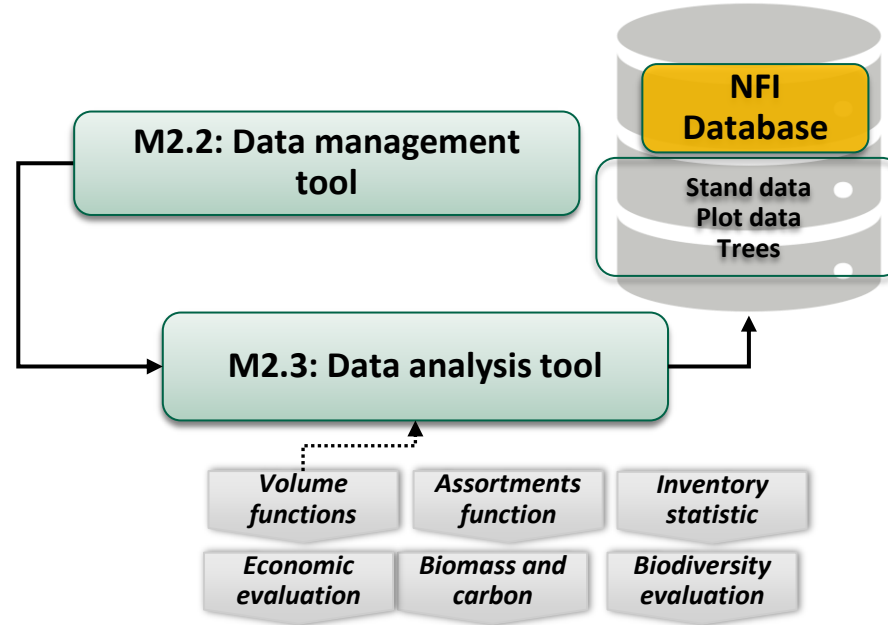 NFI
Database
M2.2: Data management
tool
Stand data
Plot data
Trees
M2.3: Data analysis tool
Volume
functions
Assortments
function
Inventory
statistic
Economic
evaluation
Biomass and
carbon
Biodiversity
evaluation